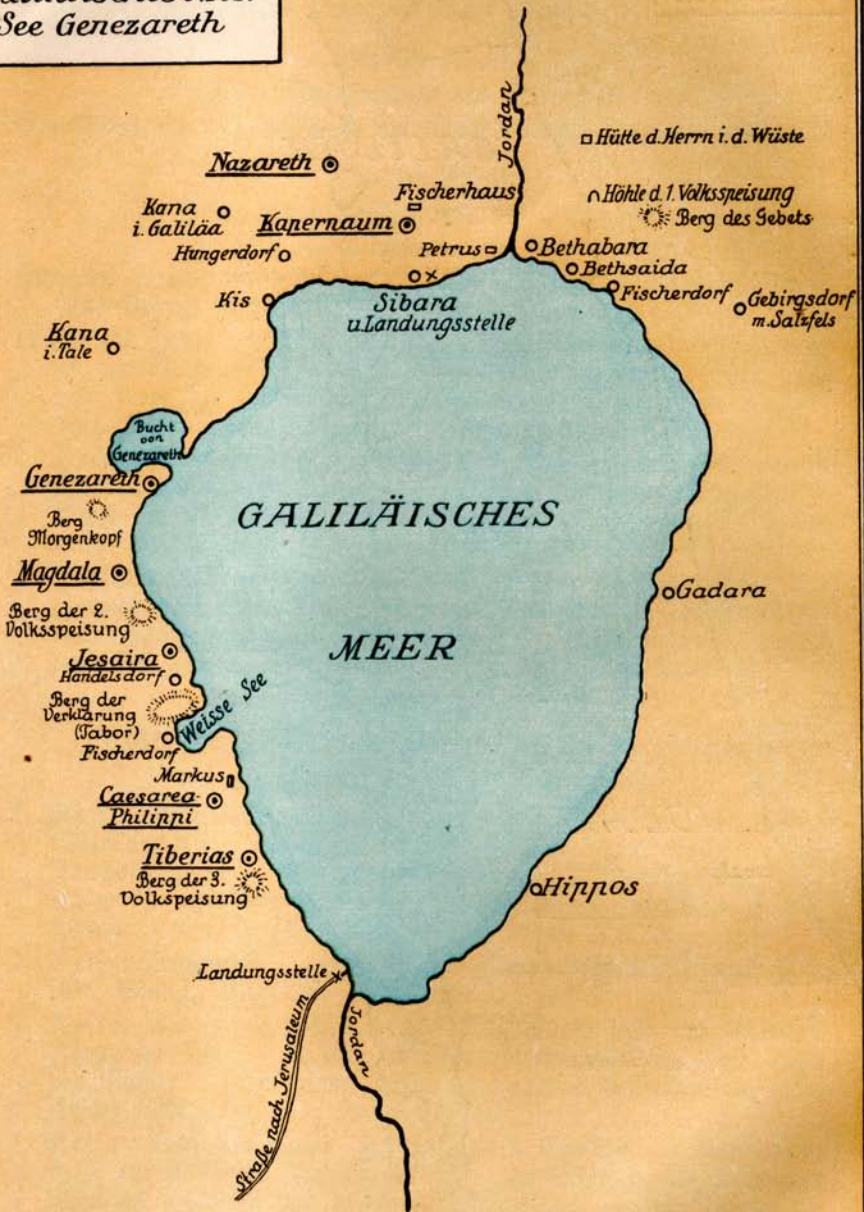 See Genezareth
Jordan
Hütte d. Herrn i. d. Wüste
Nazareth
Fischerhaus
Höhle d. 1. Volksspeisung
Kana
i. Galiläa
Kapernaum
Berg des Gebets
Hungerdorf
Petrus
Bethabara
Bethsaida
Kis
Sibara
u. Landungsstelle
Fischerdorf
Gebirgsdorf
m. Salzfels
Kana
i. Tale
Bucht
von
Genezareth
Genezareth
GALILÄISCHES
Berg
Morgenkopf
Magdala
Gadara
Berg der 2.
Volksspeisung
MEER
Jesaira
Handelsdorf
Weisse See
Berg der
Verklärung
(Tabor)
Fischerdorf
Markus
Caesarea-
Philippi
Tiberias
Berg der 3.
Volkspeisung
Hippos
Landungsstelle
Jordan
Straße nach Jerusaleum